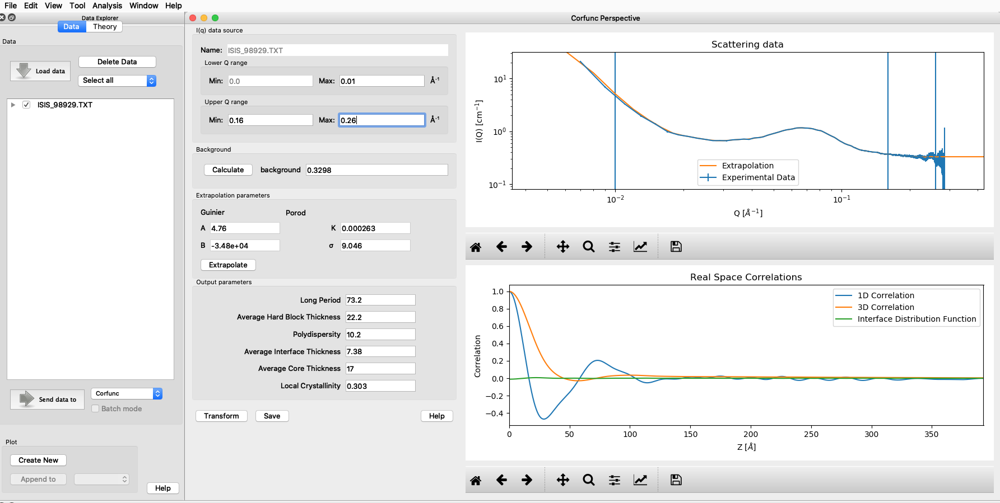 File Edit View Tool Analysis Window Help
Data Explorer
Data Theory
Data
Load data
Delete Data
Select all
ISIS_98929.TXT
Send data to
Corfunc
Batch mode
Plot
Create New
Append to
Help
Corfunc Perspective
I(q) data source
Name: ISIS_98929.TXT
Lower Q range
Min: 0.0 Max: 0.01 Å-1
Upper Q range
Min: 0.16 Max: 0.26 Å-1
Background
Calculate background 0.3298
Extrapolation parameters
Guinier Porod
A 4.76 K 0.000263
B -3.48e+04 σ 9.046
Extrapolate
Output parameters
Long Period 73.2
Average Hard Block Thickness 22.2
Polydispersity 10.2
Average Interface Thickness 7.38
Average Core Thickness 17
Local Crystallinity 0.303
Transform Save Help
Scattering data
I(Q) [cm⁻¹]
10¹
10⁰
10⁻¹
Extrapolation
Experimental Data
10⁻² 10⁻¹
Q [Å⁻¹]
Real Space Correlations
Correlation
1.0
0.8
0.6
0.4
0.2
0.0
−0.2
−0.4
1D Correlation
3D Correlation
Interface Distribution Function
0 50 100 150 200 250 300 350
Z [Å]